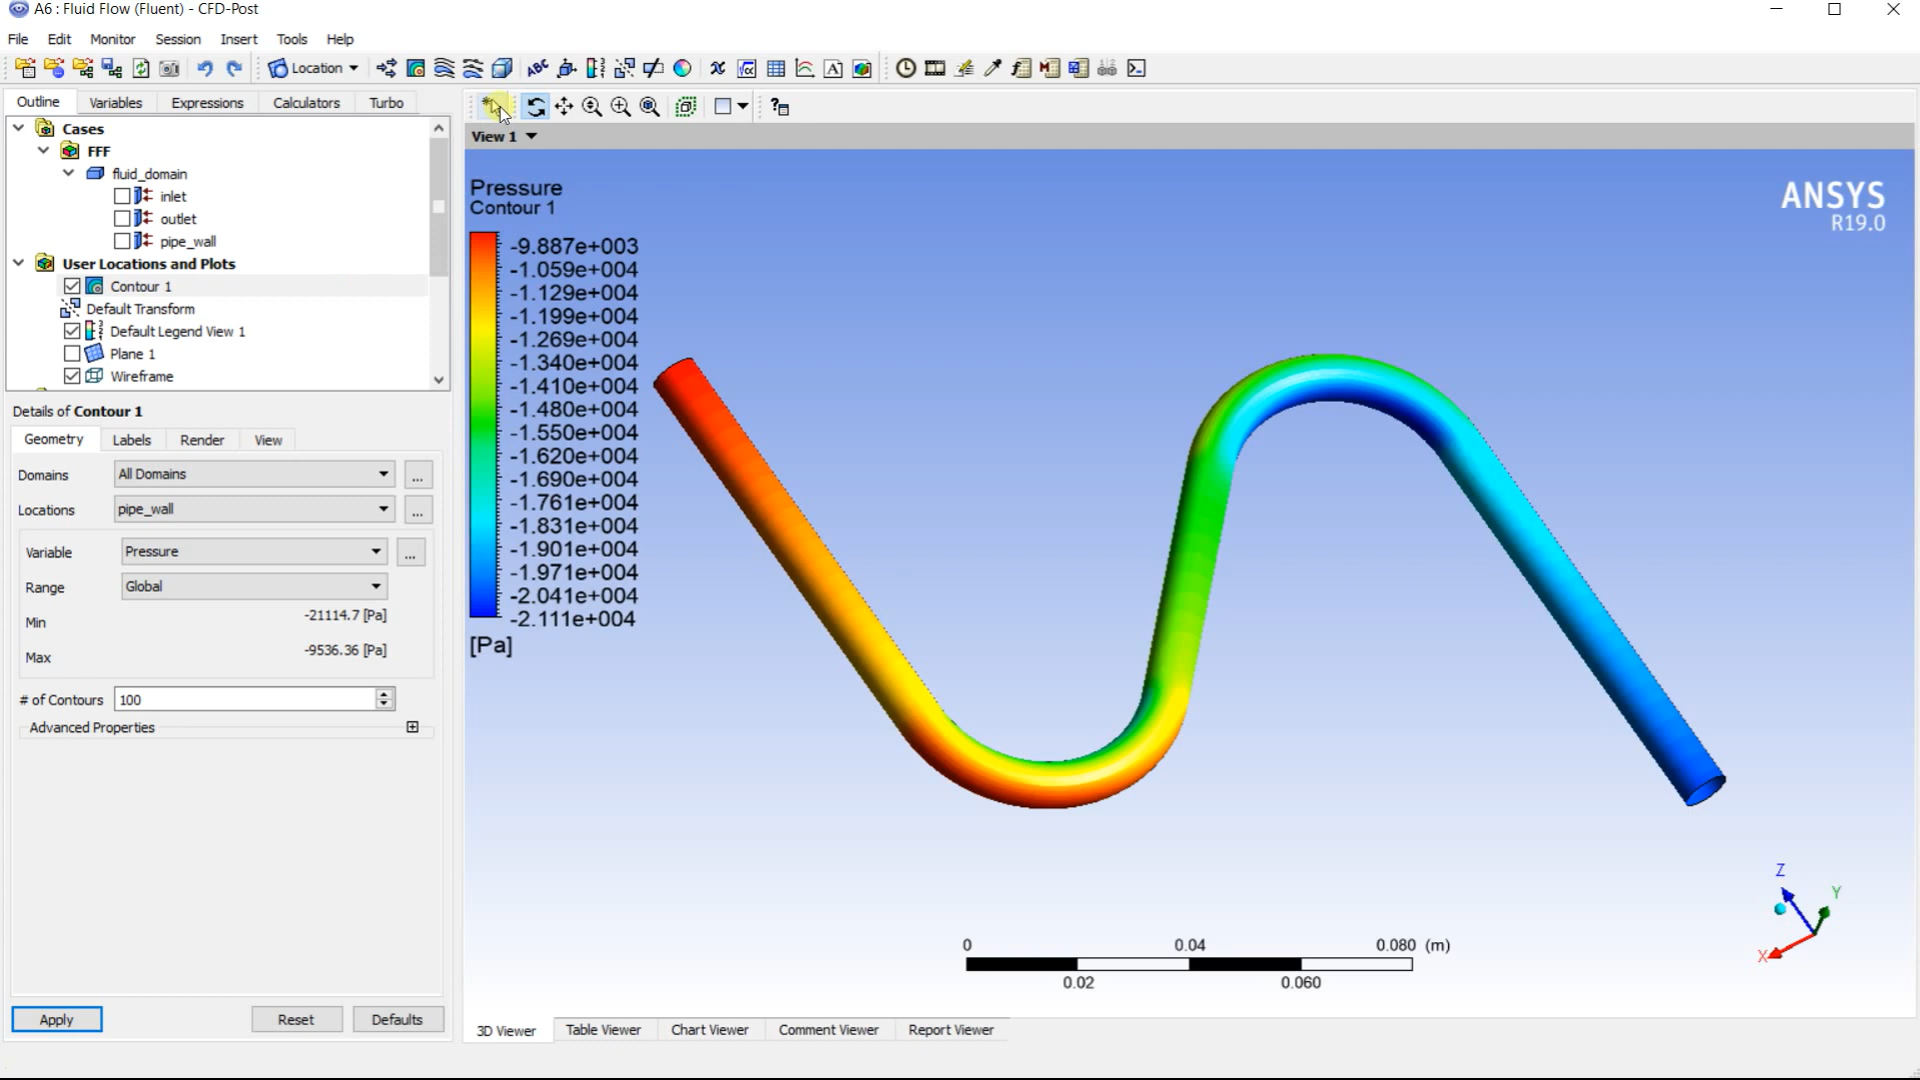 A6 : Fluid Flow (Fluent) - CFD-Post
File Edit Monitor Session Insert Tools Help
Location
Outline Variables Expressions Calculators Turbo
Cases
FFF
fluid_domain
inlet
outlet
pipe_wall
User Locations and Plots
Contour 1
Default Transform
Default Legend View 1
Plane 1
Wireframe
Details of Contour 1
Geometry Labels Render View
Domains All Domains ...
Locations pipe_wall ...
Variable Pressure ...
Range Global
Min -21114.7 [Pa]
Max -9536.36 [Pa]
# of Contours 100
Advanced Properties
Apply Reset Defaults
View 1
Pressure
Contour 1
-9.887e+003
-1.059e+004
-1.129e+004
-1.199e+004
-1.269e+004
-1.340e+004
-1.410e+004
-1.480e+004
-1.550e+004
-1.620e+004
-1.690e+004
-1.761e+004
-1.831e+004
-1.901e+004
-1.971e+004
-2.041e+004
-2.111e+004
[Pa]
ANSYS
R19.0
Z
Y
X
0 0.04 0.080 (m)
0.02 0.060
3D Viewer Table Viewer Chart Viewer Comment Viewer Report Viewer